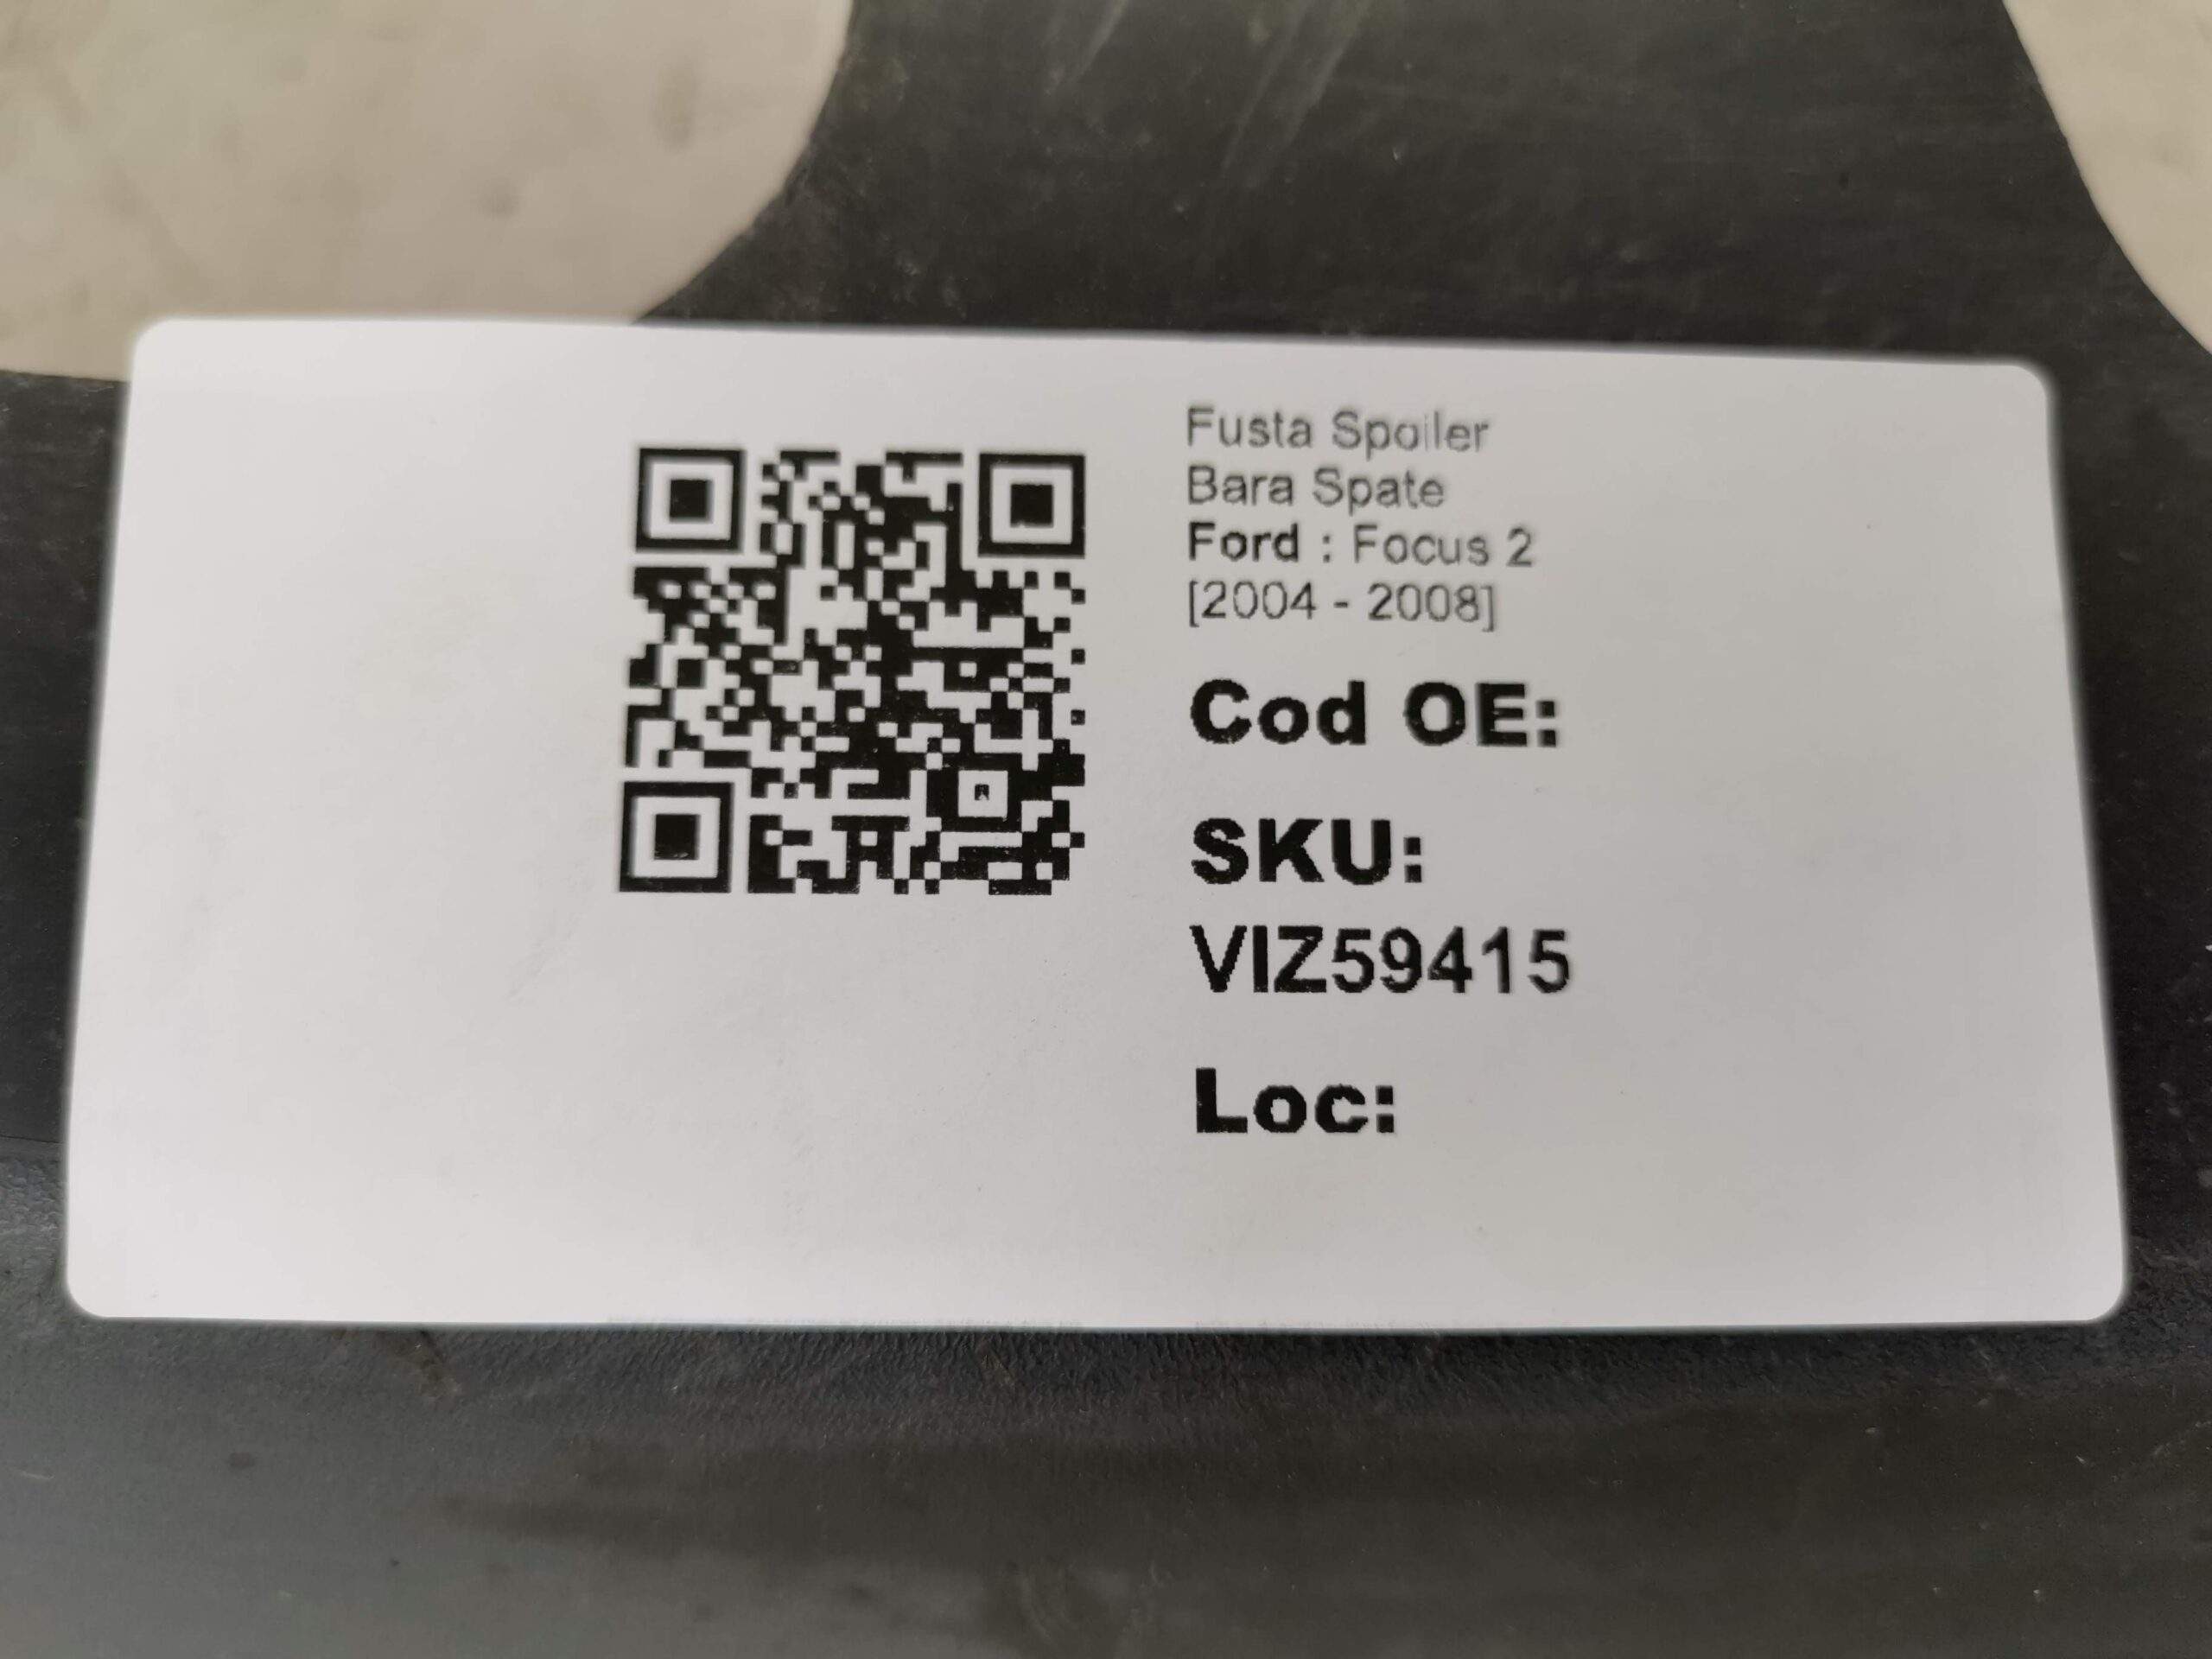 Fusta Spoiler
Bara Spate
Ford : Focus 2
[2004 - 2008]
Cod OE:
SKU:
VIZ59415
Loc: